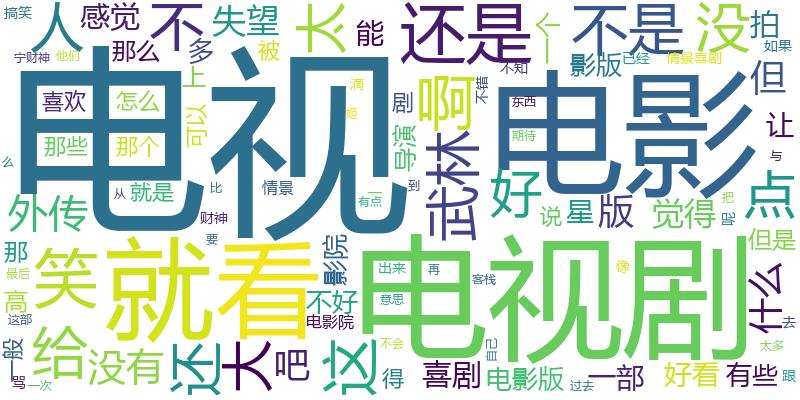 搞笑
人
感觉
不
失望
大
能
还是
不是
没
拍
如果
宁财神
他们
那么
多
被
一个
影版
已经
情景喜剧
但
电视
上
可以
滴
姬
剧
啊
不错
不知
东西
电影
让
喜欢
怎么
那些
那个
导演
武林
期待
与
么
从
就是
比
情景
一
有点
到
好
点
外传
财神
要
说
星
版
觉得
把
呢
但是
那
最后
高
笑
就
看
影院
不好
电影院
出来
意思
再
客栈
电视剧
像
什么
去
太多
这部
一般
骂
一次
给
没有
还
大
吧
这
得
不会
喜剧
自己
电影版
过去
一部
好看
有些
跟